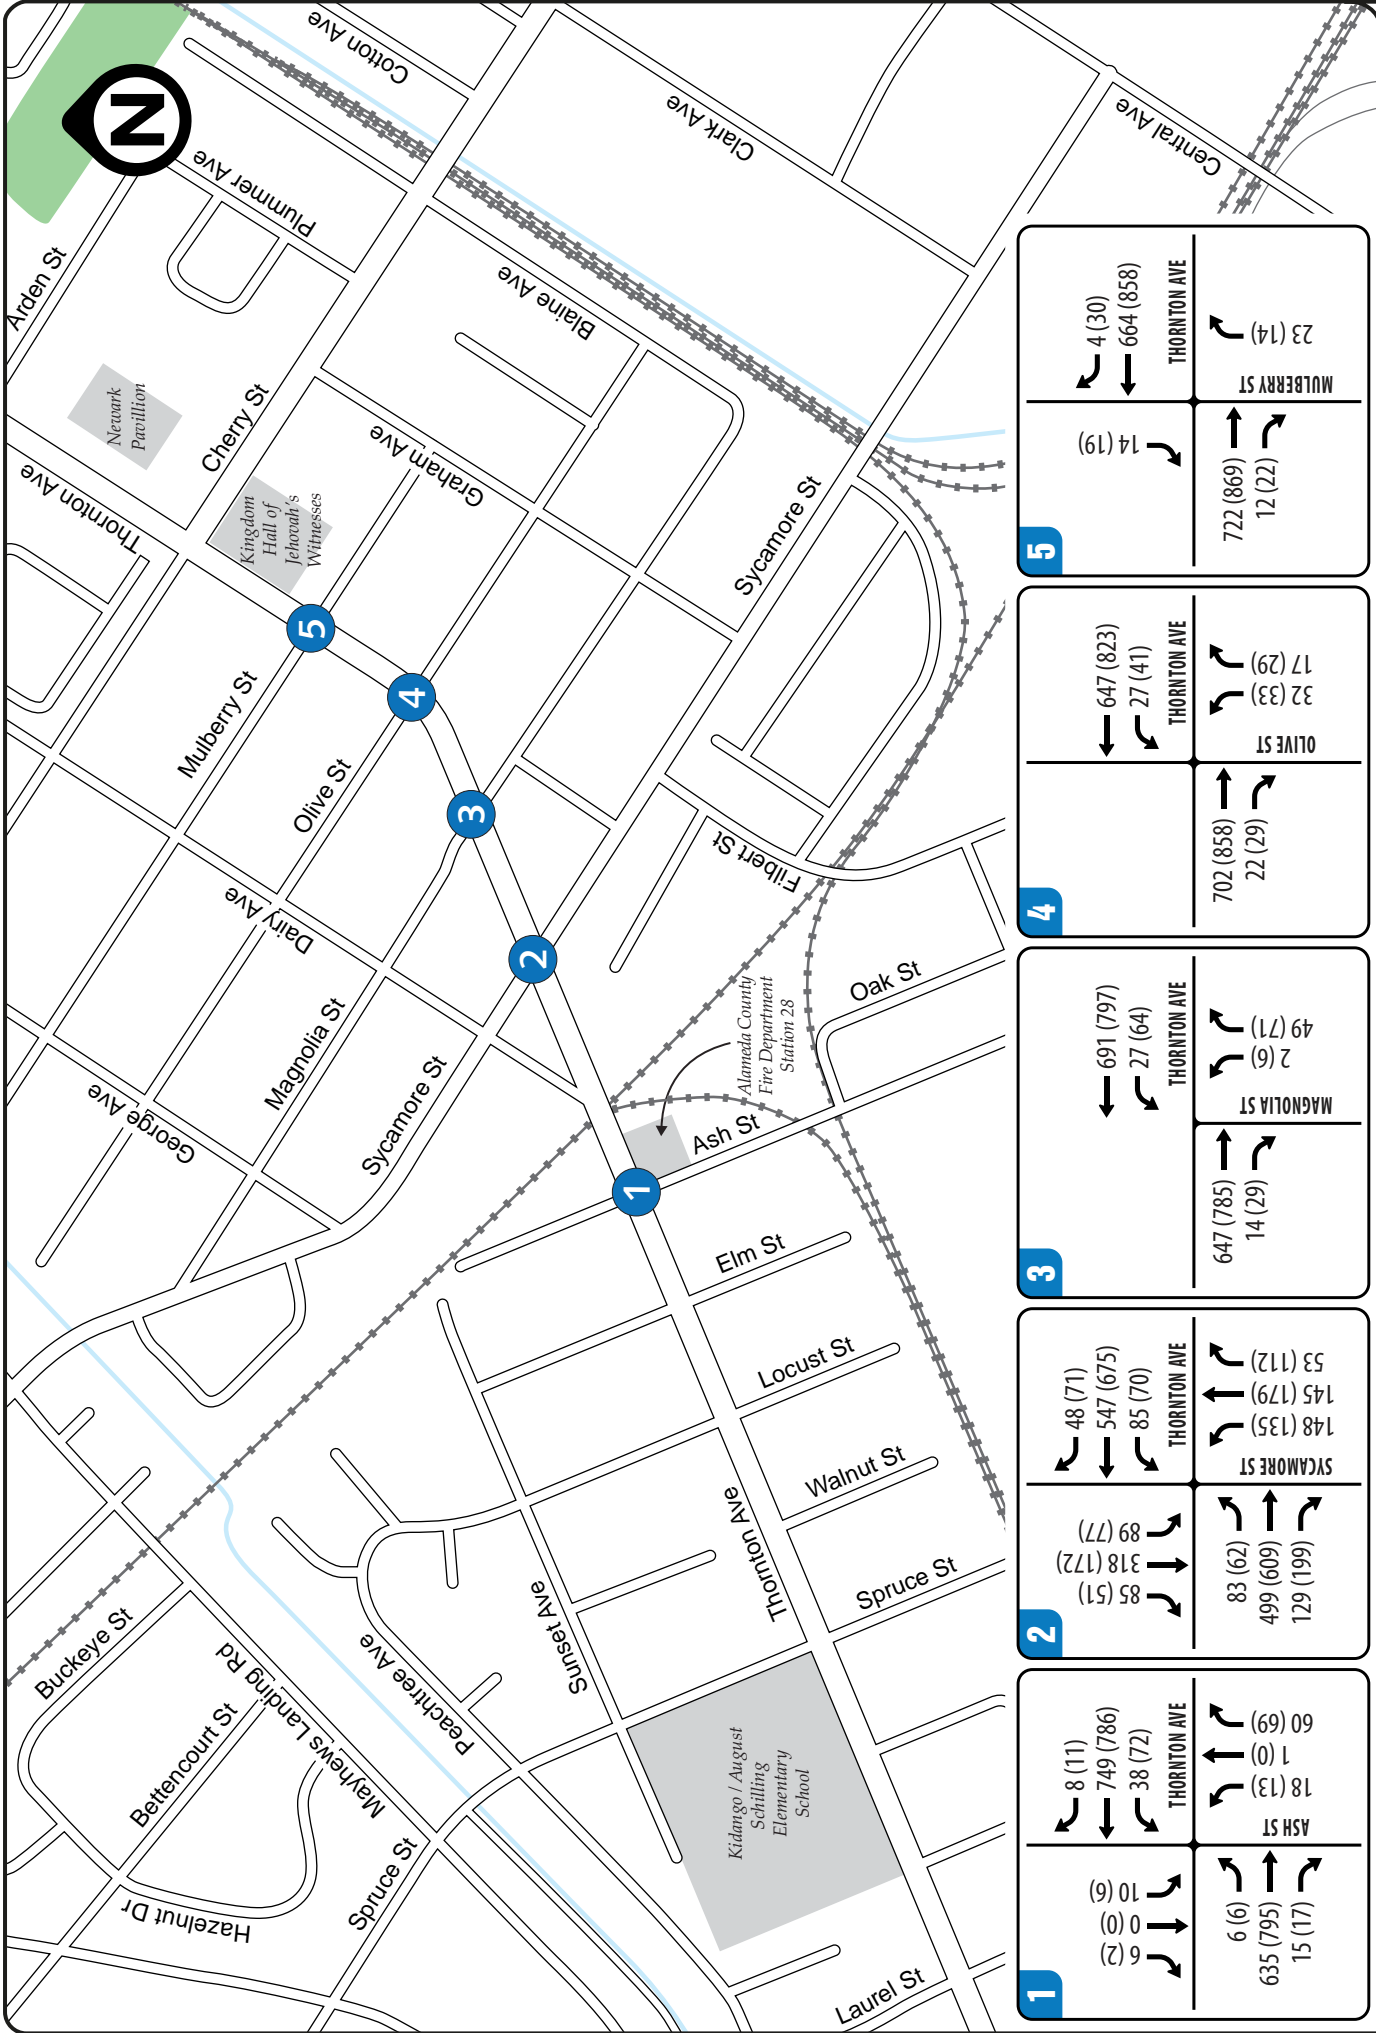 N
Cotton Ave
Clark Ave
Central Ave
Plummer Ave
Arden St
Blaine Ave
Newark
Pavillion
Cherry St
Graham Ave
Thornton Ave
Kingdom
Hall of
Jehovah's
Witnesses
Sycamore St
5
Mulberry St
4
Olive St
3
Filbert St
Dairy Ave
2
Oak St
Magnolia St
Alameda County
Fire Department
Station 28
George Ave
Sycamore St
Ash St
1
Elm St
Locust St
Walnut St
Thornton Ave
Spruce St
Sunset Ave
Buckeye St
Mayhews Landing Rd
Peachtree Ave
Bettencourt St
Kidango / August
Schilling
Elementary
School
Spruce St
Hazelnut Dr
Laurel St
1
6 (2)
0 (0)
10 (6)
8 (11)
749 (786)
38 (72)
THORNTON AVE
6 (6)
635 (795)
15 (17)
ASH ST
18 (13)
1 (0)
60 (69)
2
85 (51)
318 (172)
89 (77)
48 (71)
547 (675)
85 (70)
THORNTON AVE
83 (62)
499 (609)
129 (199)
SYCAMORE ST
148 (135)
145 (179)
53 (112)
3
691 (797)
27 (64)
THORNTON AVE
647 (785)
14 (29)
MAGNOLIA ST
2 (6)
49 (71)
4
647 (823)
27 (41)
THORNTON AVE
702 (858)
22 (29)
OLIVE ST
32 (33)
17 (29)
5
14 (19)
4 (30)
664 (858)
THORNTON AVE
722 (869)
12 (22)
MULBERRY ST
23 (14)